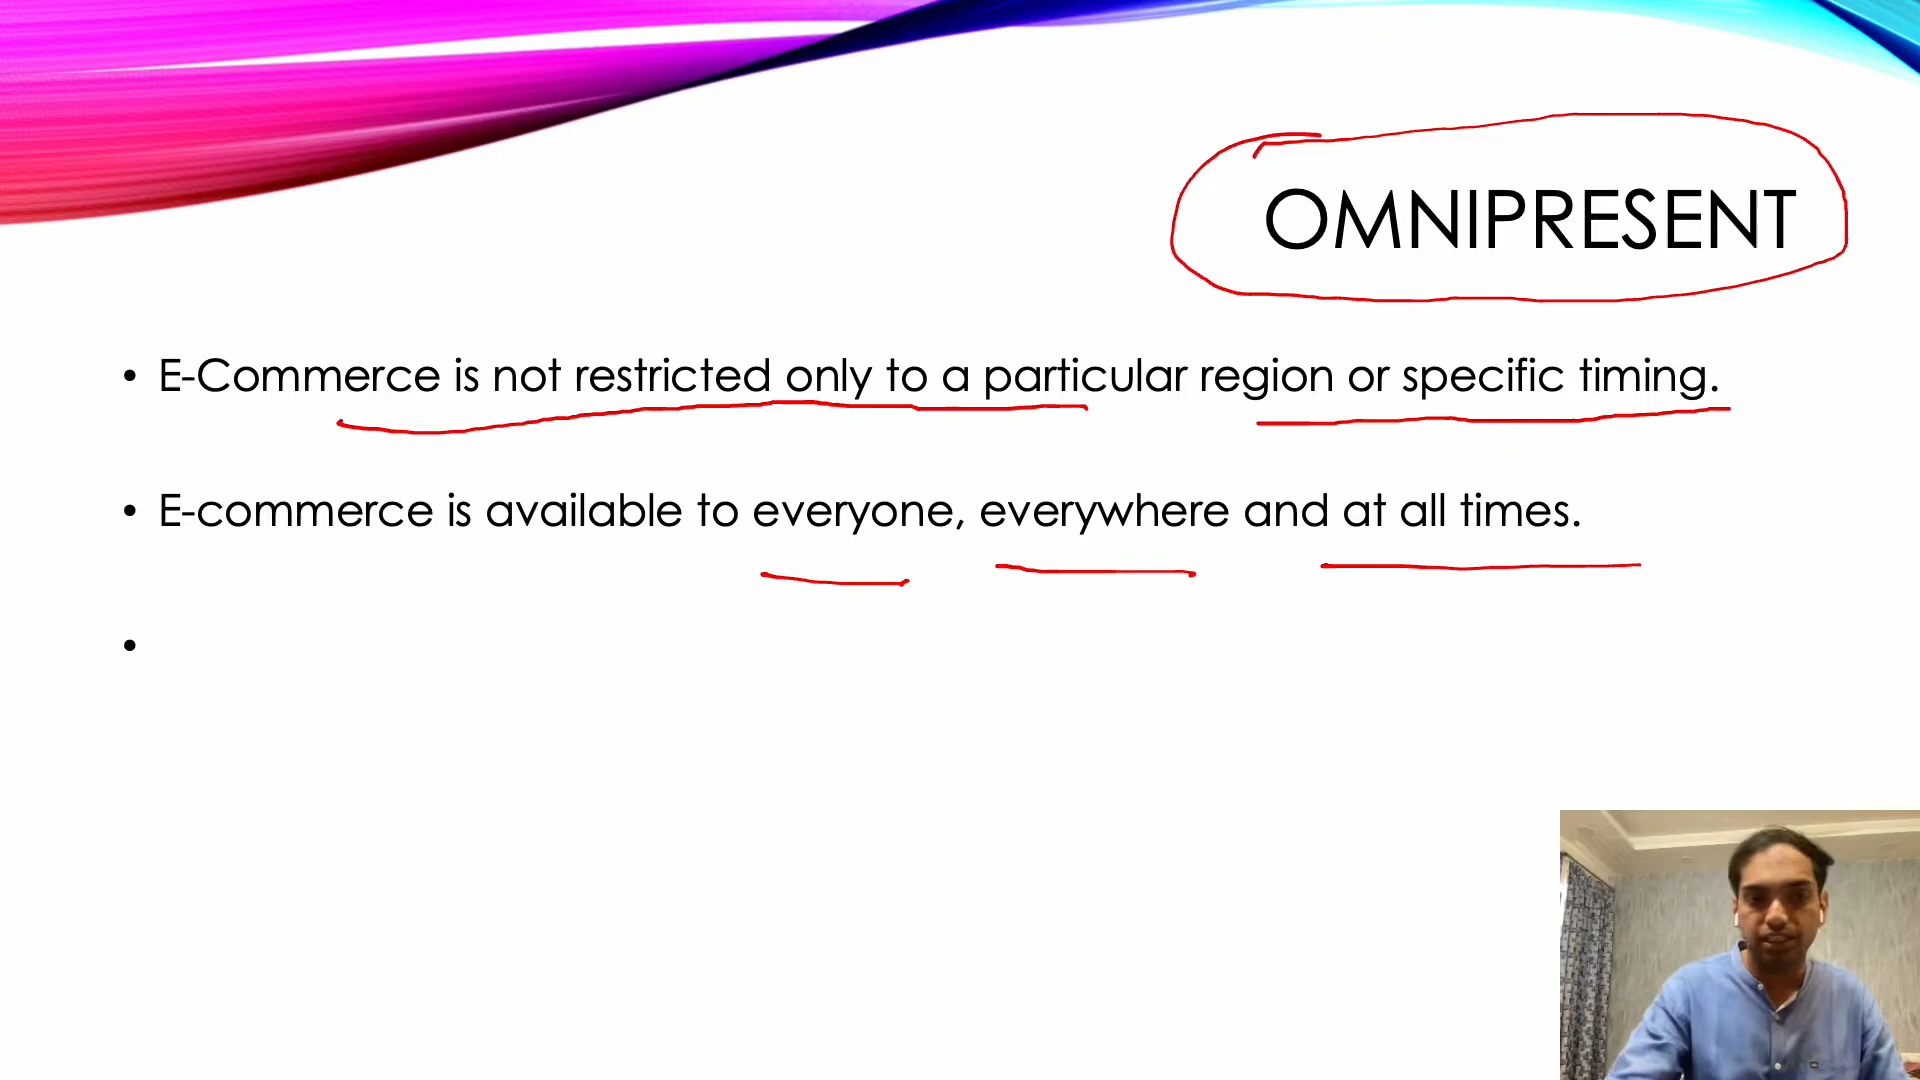 OMNIPRESENT
• E-Commerce is not restricted only to a particular region or specific timing.
• E-commerce is available to everyone, everywhere and at all times.
•